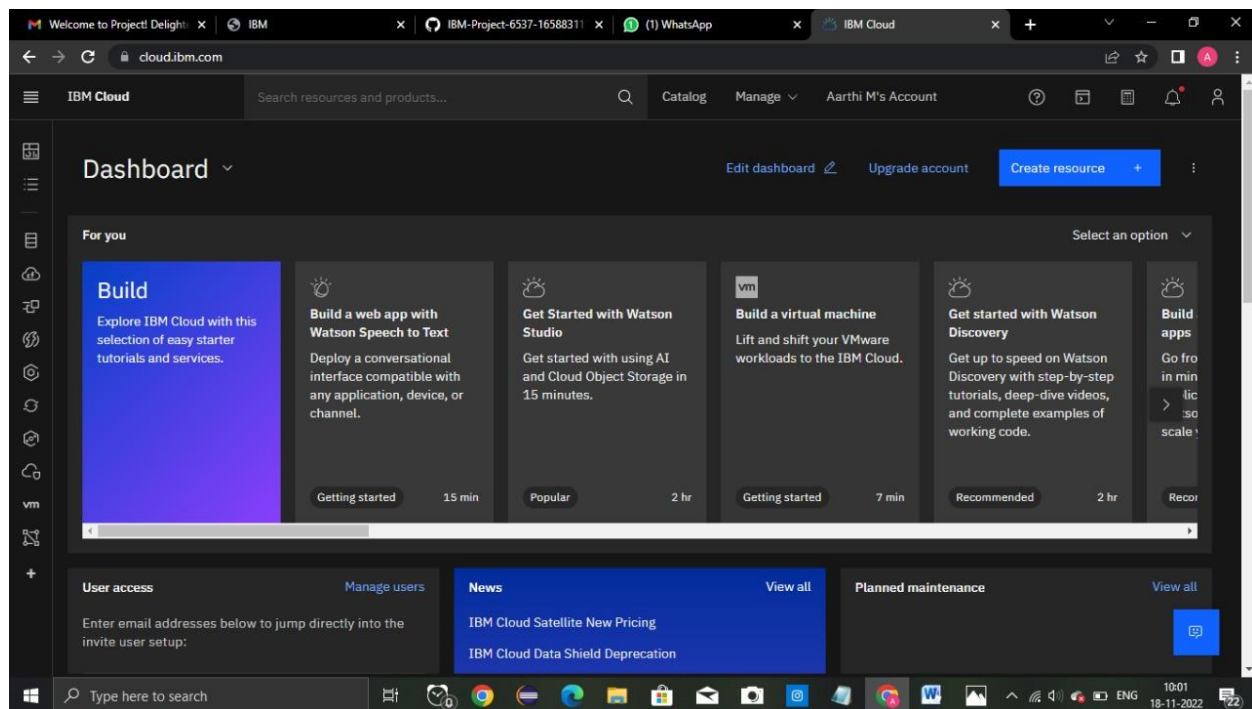 Welcome to Project! Delight
IBM
IBM-Project-6537-16588311
(1) WhatsApp
IBM Cloud
cloud.ibm.com
A
IBM Cloud
Search resources and products...
Catalog
Manage
Aarthi M's Account
Dashboard
Edit dashboard
Upgrade account
Create resource +
For you
Select an option
Build
Explore IBM Cloud with this
selection of easy starter
tutorials and services.
Build a web app with
Watson Speech to Text
Deploy a conversational
interface compatible with
any application, device, or
channel.
Getting started
15 min
Get Started with Watson
Studio
Get started with using AI
and Cloud Object Storage in
15 minutes.
Popular
2 hr
vm
Build a virtual machine
Lift and shift your VMware
workloads to the IBM Cloud.
Getting started
7 min
Get started with Watson
Discovery
Get up to speed on Watson
Discovery with step-by-step
tutorials, deep-dive videos,
and complete examples of
working code.
Recommended
2 hr
Build
apps
Go fro
in min
lic
so
scale
Recor
vm
User access
Manage users
Enter email addresses below to jump directly into the
invite user setup:
News
View all
IBM Cloud Satellite New Pricing
IBM Cloud Data Shield Deprecation
Planned maintenance
View all
Type here to search
ENG
10:01
18-11-2022
22